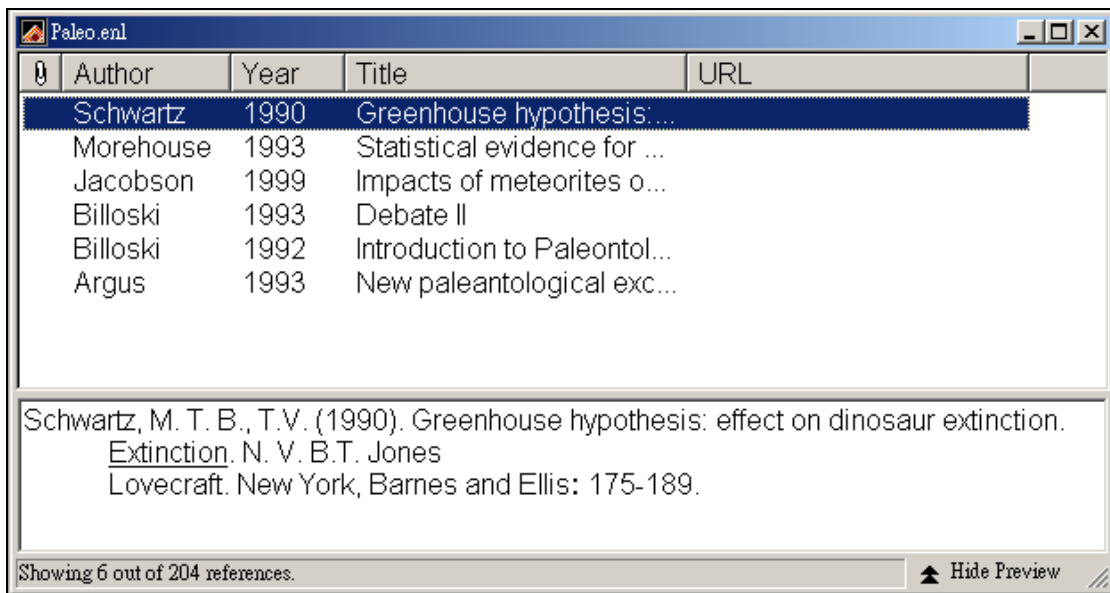 Paleo.enl
Author Year Title URL
Schwartz 1990 Greenhouse hypothesis:...
Morehouse 1993 Statistical evidence for ...
Jacobson 1999 Impacts of meteorites o...
Billoski 1993 Debate II
Billoski 1992 Introduction to Paleontol...
Argus 1993 New paleantological exc...
Schwartz, M. T. B., T.V. (1990). Greenhouse hypothesis: effect on dinosaur extinction.
Extinction. N. V. B.T. Jones
Lovecraft. New York, Barnes and Ellis: 175-189.
Showing 6 out of 204 references. Hide Preview